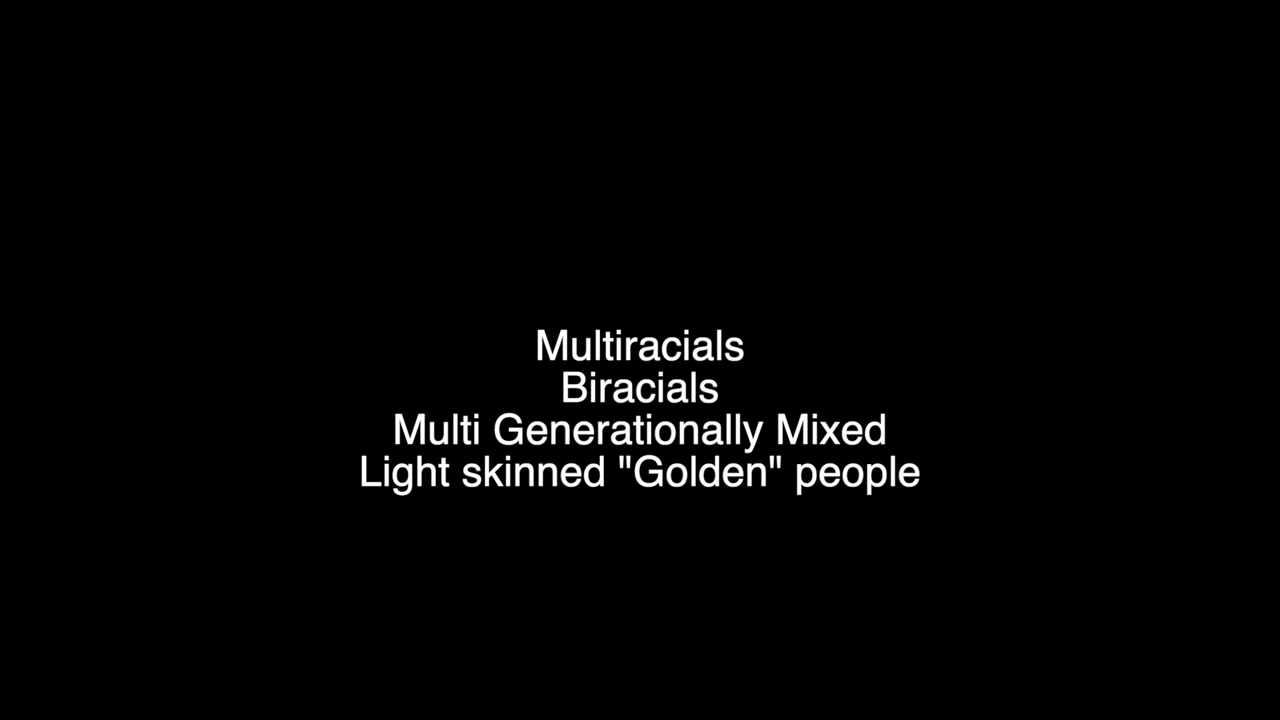 Multiracials
Biracials
Multi Generationally Mixed
Light skinned "Golden" people